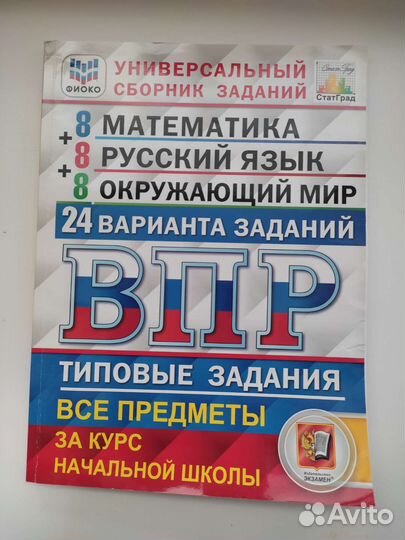 ФИОКО
УНИВЕРСАЛЬНЫЙ
СБОРНИК ЗАДАНИЙ
СтатГрад
8 МАТЕМАТИКА
+
8 РУССКИЙ ЯЗЫК
+
8 ОКРУЖАЮЩИЙ МИР
24 ВАРИАНТА ЗАДАНИЙ
ВПР
ТИПОВЫЕ ЗАДАНИЯ
ВСЕ ПРЕДМЕТЫ
ЗА КУРС
НАЧАЛЬНОЙ ШКОЛЫ
Издательство
ЭКЗАМЕН
Avito